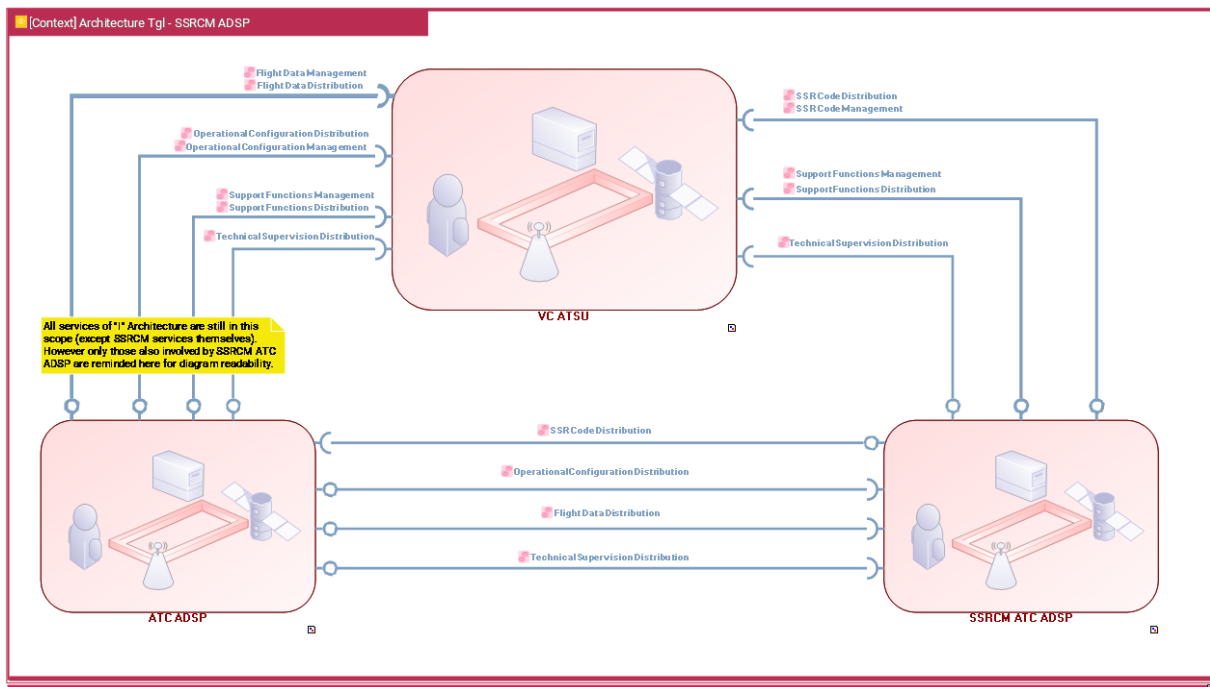 [Context] Architecture Tgl - SSRCM ADSP
Flight Data Management
Flight Data Distribution
SSR Code Distribution
SSR Code Management
Operational Configuration Distribution
Operational Configuration Management
Support Functions Management
Support Functions Distribution
Support Functions Management
Support Functions Distribution
Technical Supervision Distribution
Technical Supervision Distribution
VC ATSU
All services of "I" Architecture are still in this
scope (except SSRCM services themselves).
However only those also involved by SSRCM ATC
ADSP are reminded here for diagram readability.
SSR Code Distribution
Operational Configuration Distribution
Flight Data Distribution
Technical Supervision Distribution
ATC ADSP
SSRCM ATC ADSP